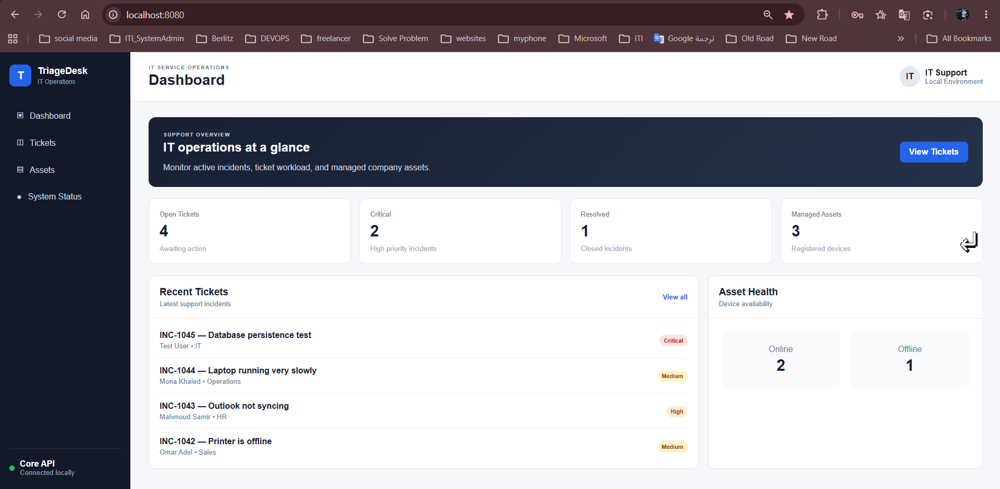 localhost:8080
social media
ITI_SystemAdmin
Berlitz
DEVOPS
freelancer
Solve Problem
websites
myphone
Microsoft
ITI
Google ترجمة
Old Road
New Road
»
All Bookmarks
T
TriageDesk
IT Operations
Dashboard
Tickets
Assets
System Status
Core API
Connected locally
IT SERVICE OPERATIONS
Dashboard
IT
IT Support
Local Environment
SUPPORT OVERVIEW
IT operations at a glance
Monitor active incidents, ticket workload, and managed company assets.
View Tickets
Open Tickets
4
Awaiting action
Critical
2
High priority incidents
Resolved
1
Closed incidents
Managed Assets
3
Registered devices
Recent Tickets
Latest support incidents
View all
INC-1045 — Database persistence test
Test User • IT
Critical
INC-1044 — Laptop running very slowly
Mona Khaled • Operations
Medium
INC-1043 — Outlook not syncing
Mahmoud Samir • HR
High
INC-1042 — Printer is offline
Omar Adel • Sales
Medium
Asset Health
Device availability
Online
2
Offline
1